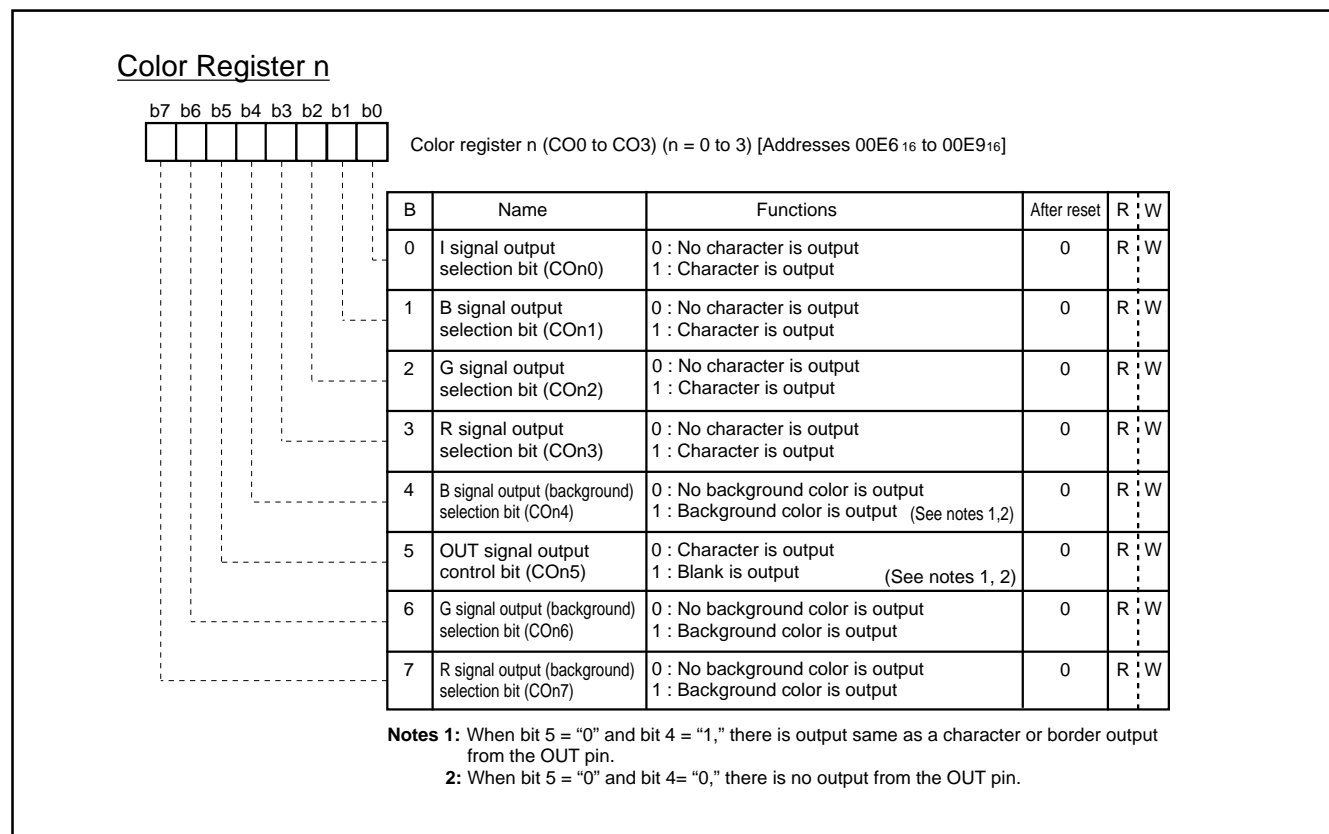 Color Register n
b7 b6 b5 b4 b3 b2 b1 b0
Color register n (CO0 to CO3) (n = 0 to 3) [Addresses 00E6 16 to 00E916]
B Name Functions After reset R W
0 I signal output selection bit (COn0) 0 : No character is output 1 : Character is output 0 R W
1 B signal output selection bit (COn1) 0 : No character is output 1 : Character is output 0 R W
2 G signal output selection bit (COn2) 0 : No character is output 1 : Character is output 0 R W
3 R signal output selection bit (COn3) 0 : No character is output 1 : Character is output 0 R W
4 B signal output (background) selection bit (COn4) 0 : No background color is output 1 : Background color is output (See notes 1,2) 0 R W
5 OUT signal output control bit (COn5) 0 : Character is output 1 : Blank is output (See notes 1, 2) 0 R W
6 G signal output (background) selection bit (COn6) 0 : No background color is output 1 : Background color is output 0 R W
7 R signal output (background) selection bit (COn7) 0 : No background color is output 1 : Background color is output 0 R W
Notes 1: When bit 5 = “0” and bit 4 = “1,” there is output same as a character or border output
from the OUT pin.
2: When bit 5 = “0” and bit 4= “0,” there is no output from the OUT pin.